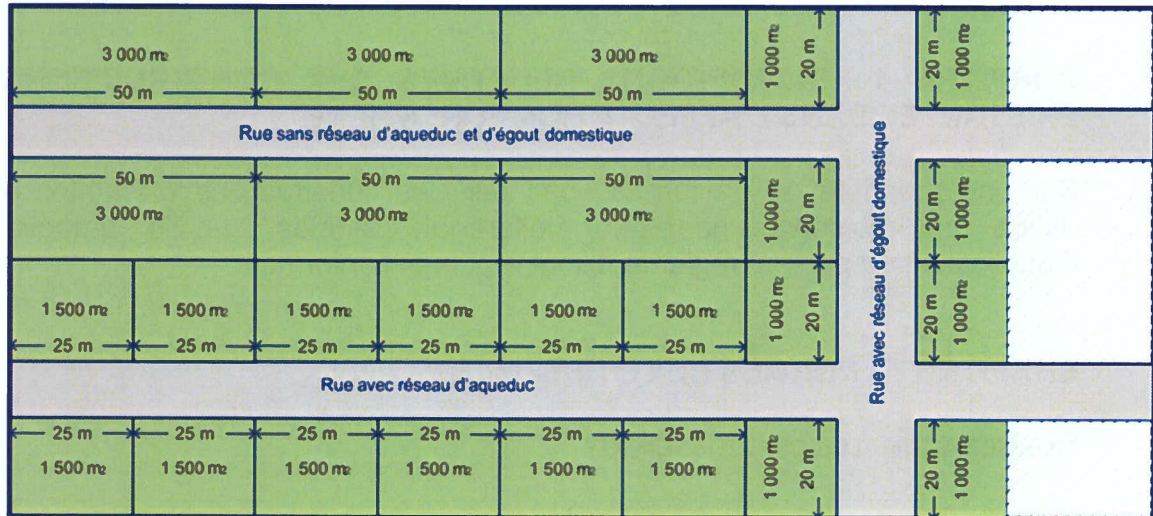 3 000 m² 3 000 m² 3 000 m² 1 000 m² 20 m 20 m 1 000 m²
50 m 50 m 50 m
Rue sans réseau d'aqueduc et d'égout domestique
50 m 50 m 50 m 1 000 m² 20 m 20 m 1 000 m²
3 000 m² 3 000 m² 3 000 m²
Rue avec réseau d'égout domestique
1 500 m² 1 500 m² 1 500 m² 1 500 m² 1 500 m² 1 500 m² 1 000 m² 20 m 20 m 1 000 m²
25 m 25 m 25 m 25 m 25 m 25 m
Rue avec réseau d'aqueduc
25 m 25 m 25 m 25 m 25 m 25 m 1 000 m² 20 m 20 m 1 000 m²
1 500 m² 1 500 m² 1 500 m² 1 500 m² 1 500 m² 1 500 m²